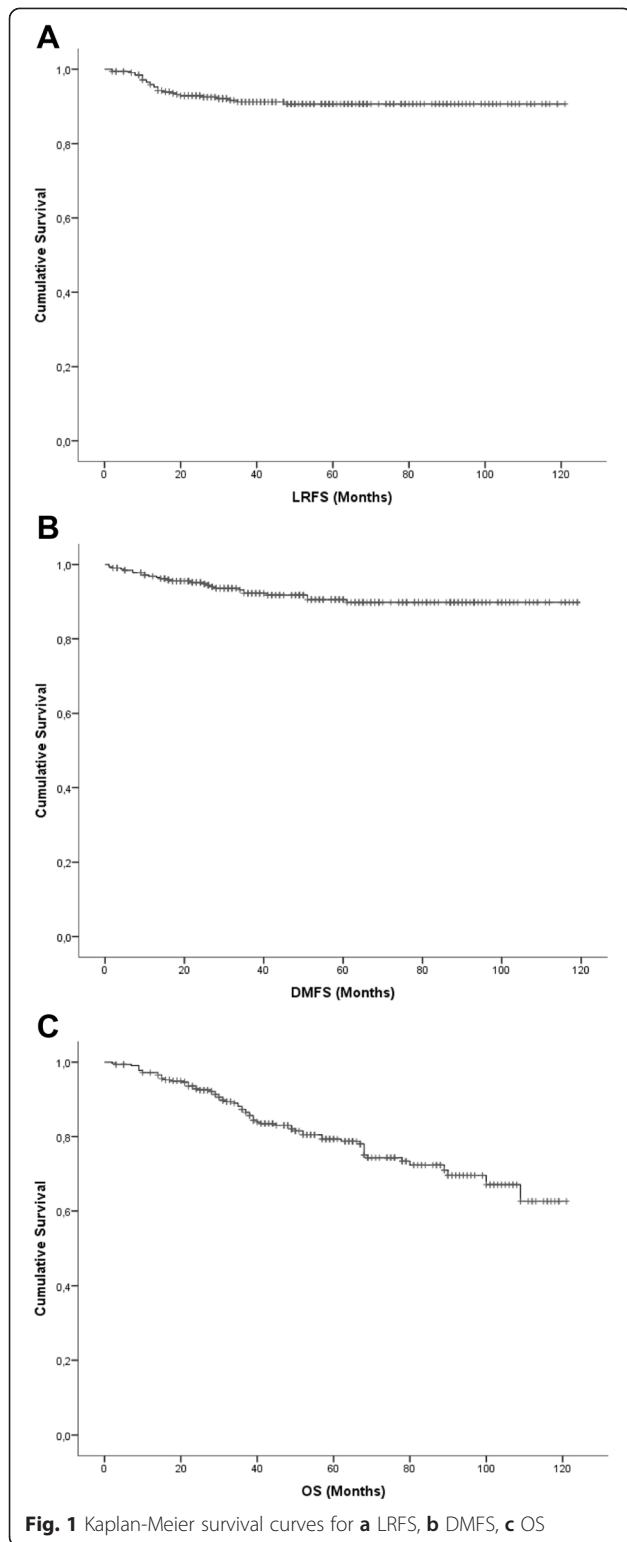 A
1,0
0,8
0,6
0,4
0,2
0,0
Cumulative Survival
0 20 40 60 80 100 120
LRFS (Months)
B
1,0
0,8
0,6
0,4
0,2
0,0
Cumulative Survival
0 20 40 60 80 100 120
DMFS (Months)
C
1,0
0,8
0,6
0,4
0,2
0,0
Cumulative Survival
0 20 40 60 80 100 120
OS (Months)
Fig. 1 Kaplan-Meier survival curves for a LRFS, b DMFS, c OS